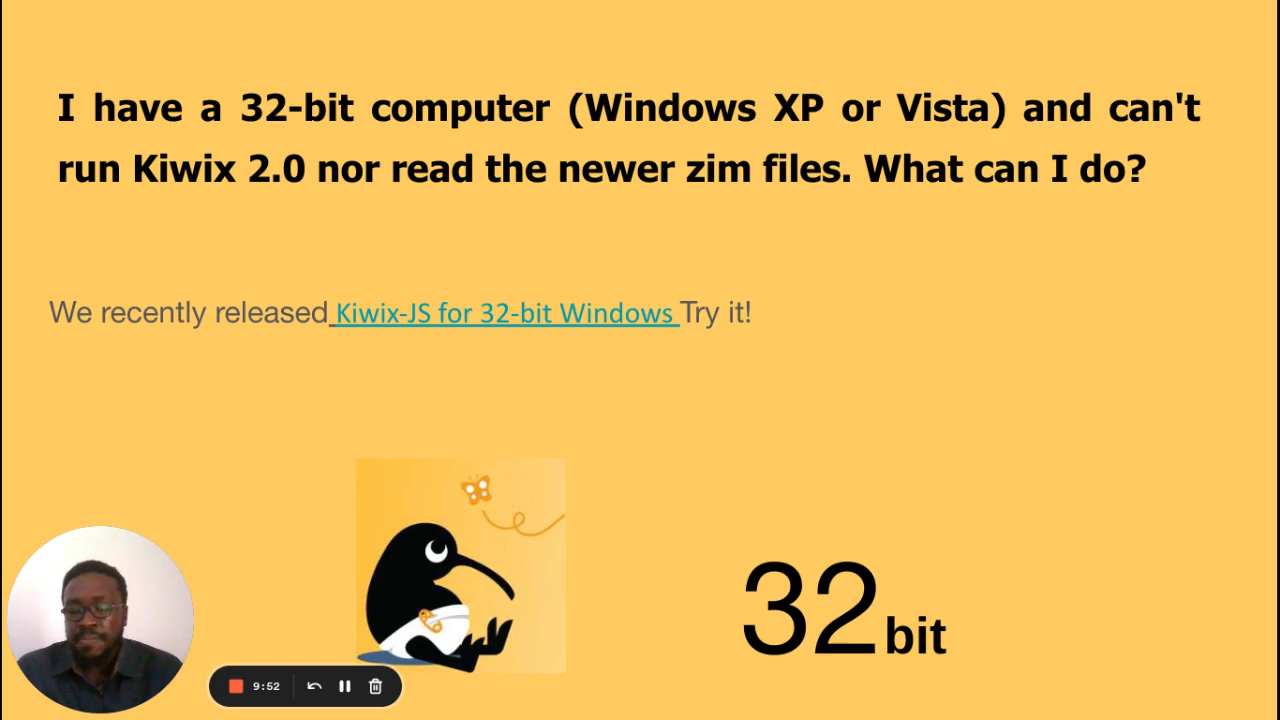 I have a 32-bit computer (Windows XP or Vista) and can't
run Kiwix 2.0 nor read the newer zim files. What can I do?
We recently released Kiwix-JS for 32-bit Windows Try it!
32bit
9:52